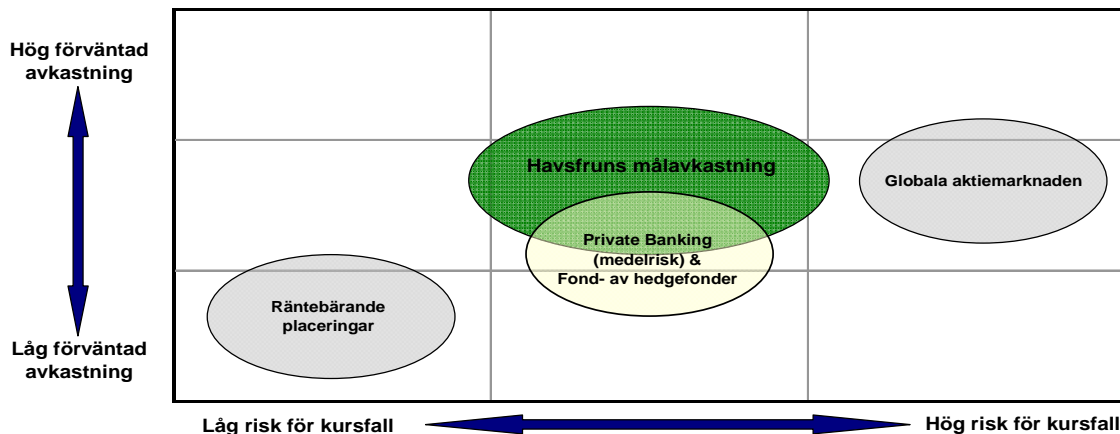 Hög förväntad
avkastning
Havsfruns målavkastning
Globala aktiemarknaden
Private Banking
(medelrisk) &
Fond- av hedgefonder
Räntebärande
placeringar
Låg förväntad
avkastning
Låg risk för kursfall
Hög risk för kursfall